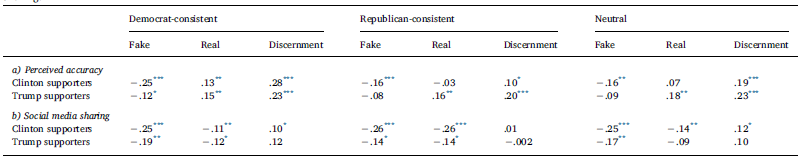 Democrat-consistent Republican-consistent Neutral
Fake Real Discernment Fake Real Discernment Fake Real Discernment
a) Perceived accuracy
Clinton supporters −.25*** .13** .28*** −.16*** −.03 .10* −.16** .07 .19***
Trump supporters −.12* .15** .23*** −.08 .16** .20*** −.09 .18** .23***
b) Social media sharing
Clinton supporters −.25*** −.11** .10* −.26*** −.26*** .01 −.25*** −.14** .12*
Trump supporters −.19** −.12* .12 −.14* −.14* −.002 −.17** −.09 .10